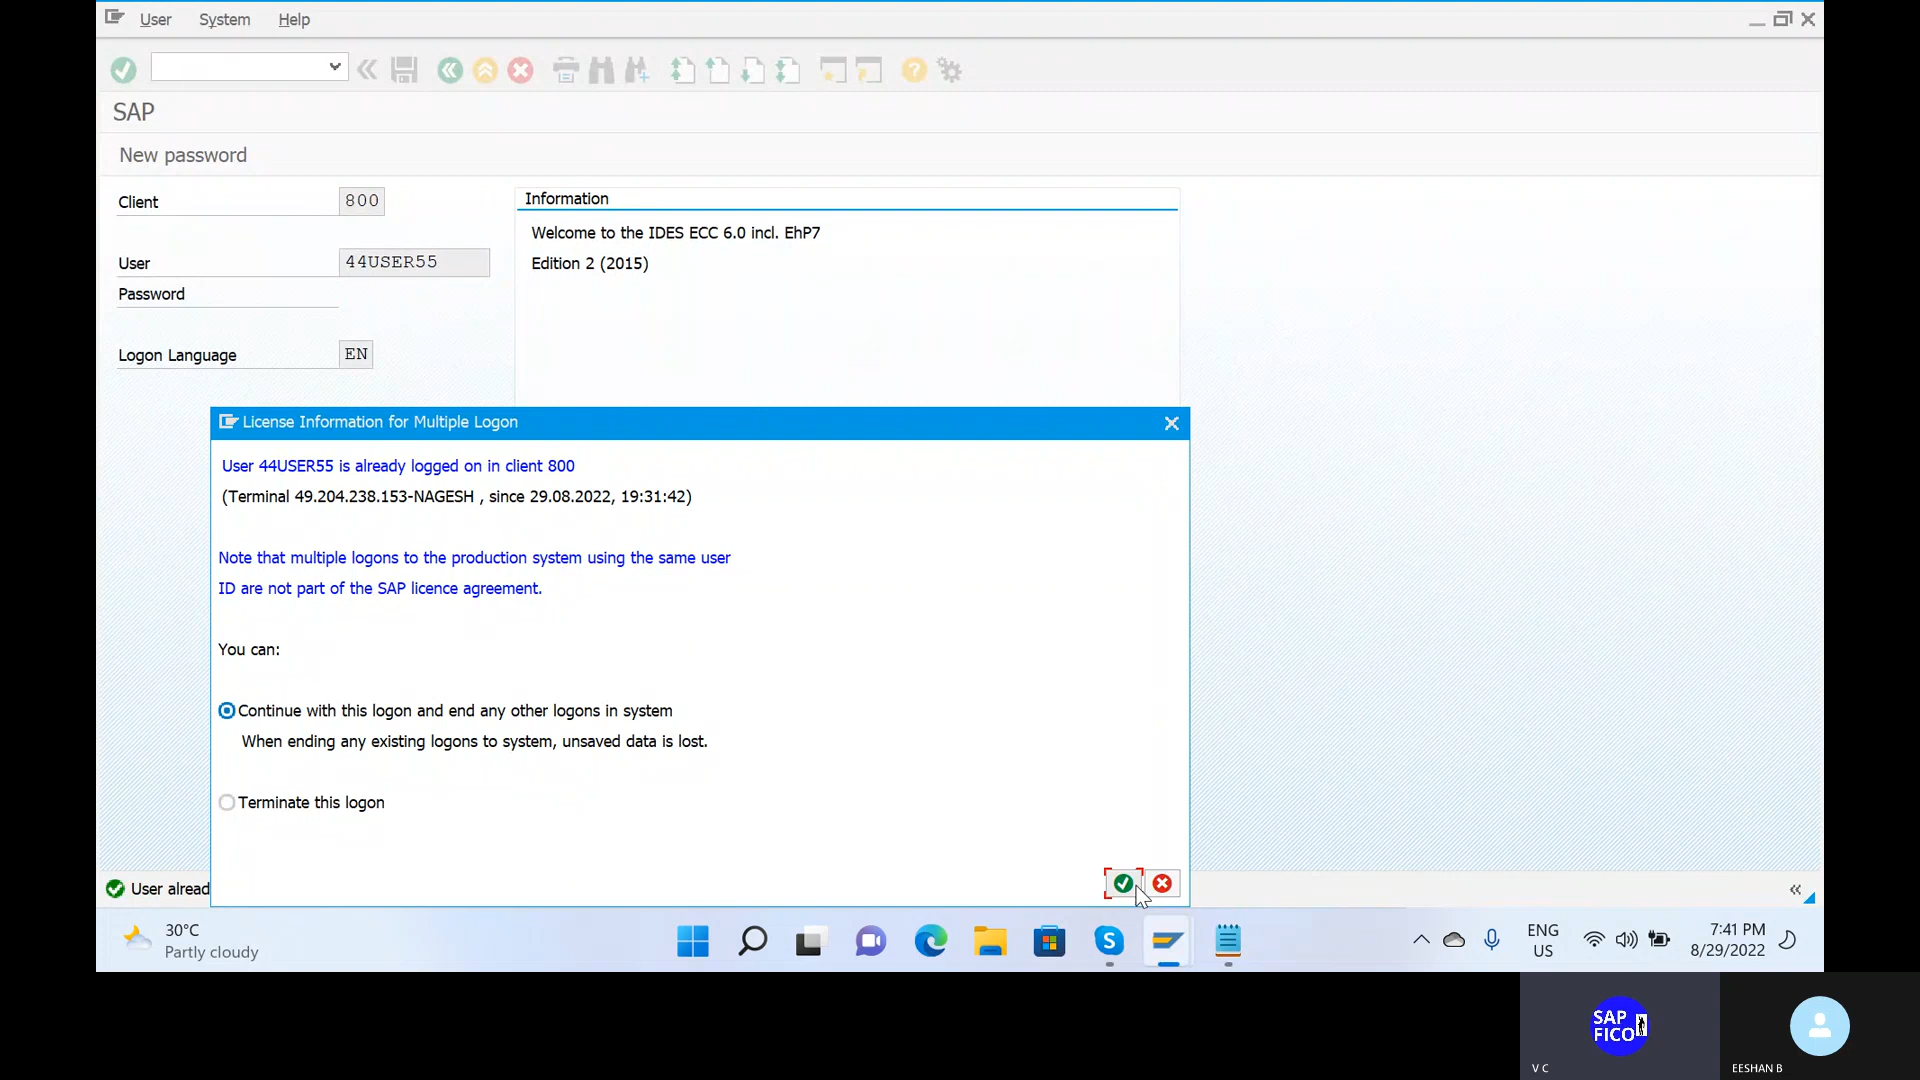 User System Help
SAP
New password
Client 800
User 44USER55
Password
Logon Language EN
Information
Welcome to the IDES ECC 6.0 incl. EhP7
Edition 2 (2015)
License Information for Multiple Logon
User 44USER55 is already logged on in client 800
(Terminal 49.204.238.153-NAGESH , since 29.08.2022, 19:31:42)
Note that multiple logons to the production system using the same user
ID are not part of the SAP licence agreement.
You can:
Continue with this logon and end any other logons in system
When ending any existing logons to system, unsaved data is lost.
Terminate this logon
User alread
30°C
Partly cloudy
ENG
US
7:41 PM
8/29/2022
SAP
FICO
V C
EESHAN B